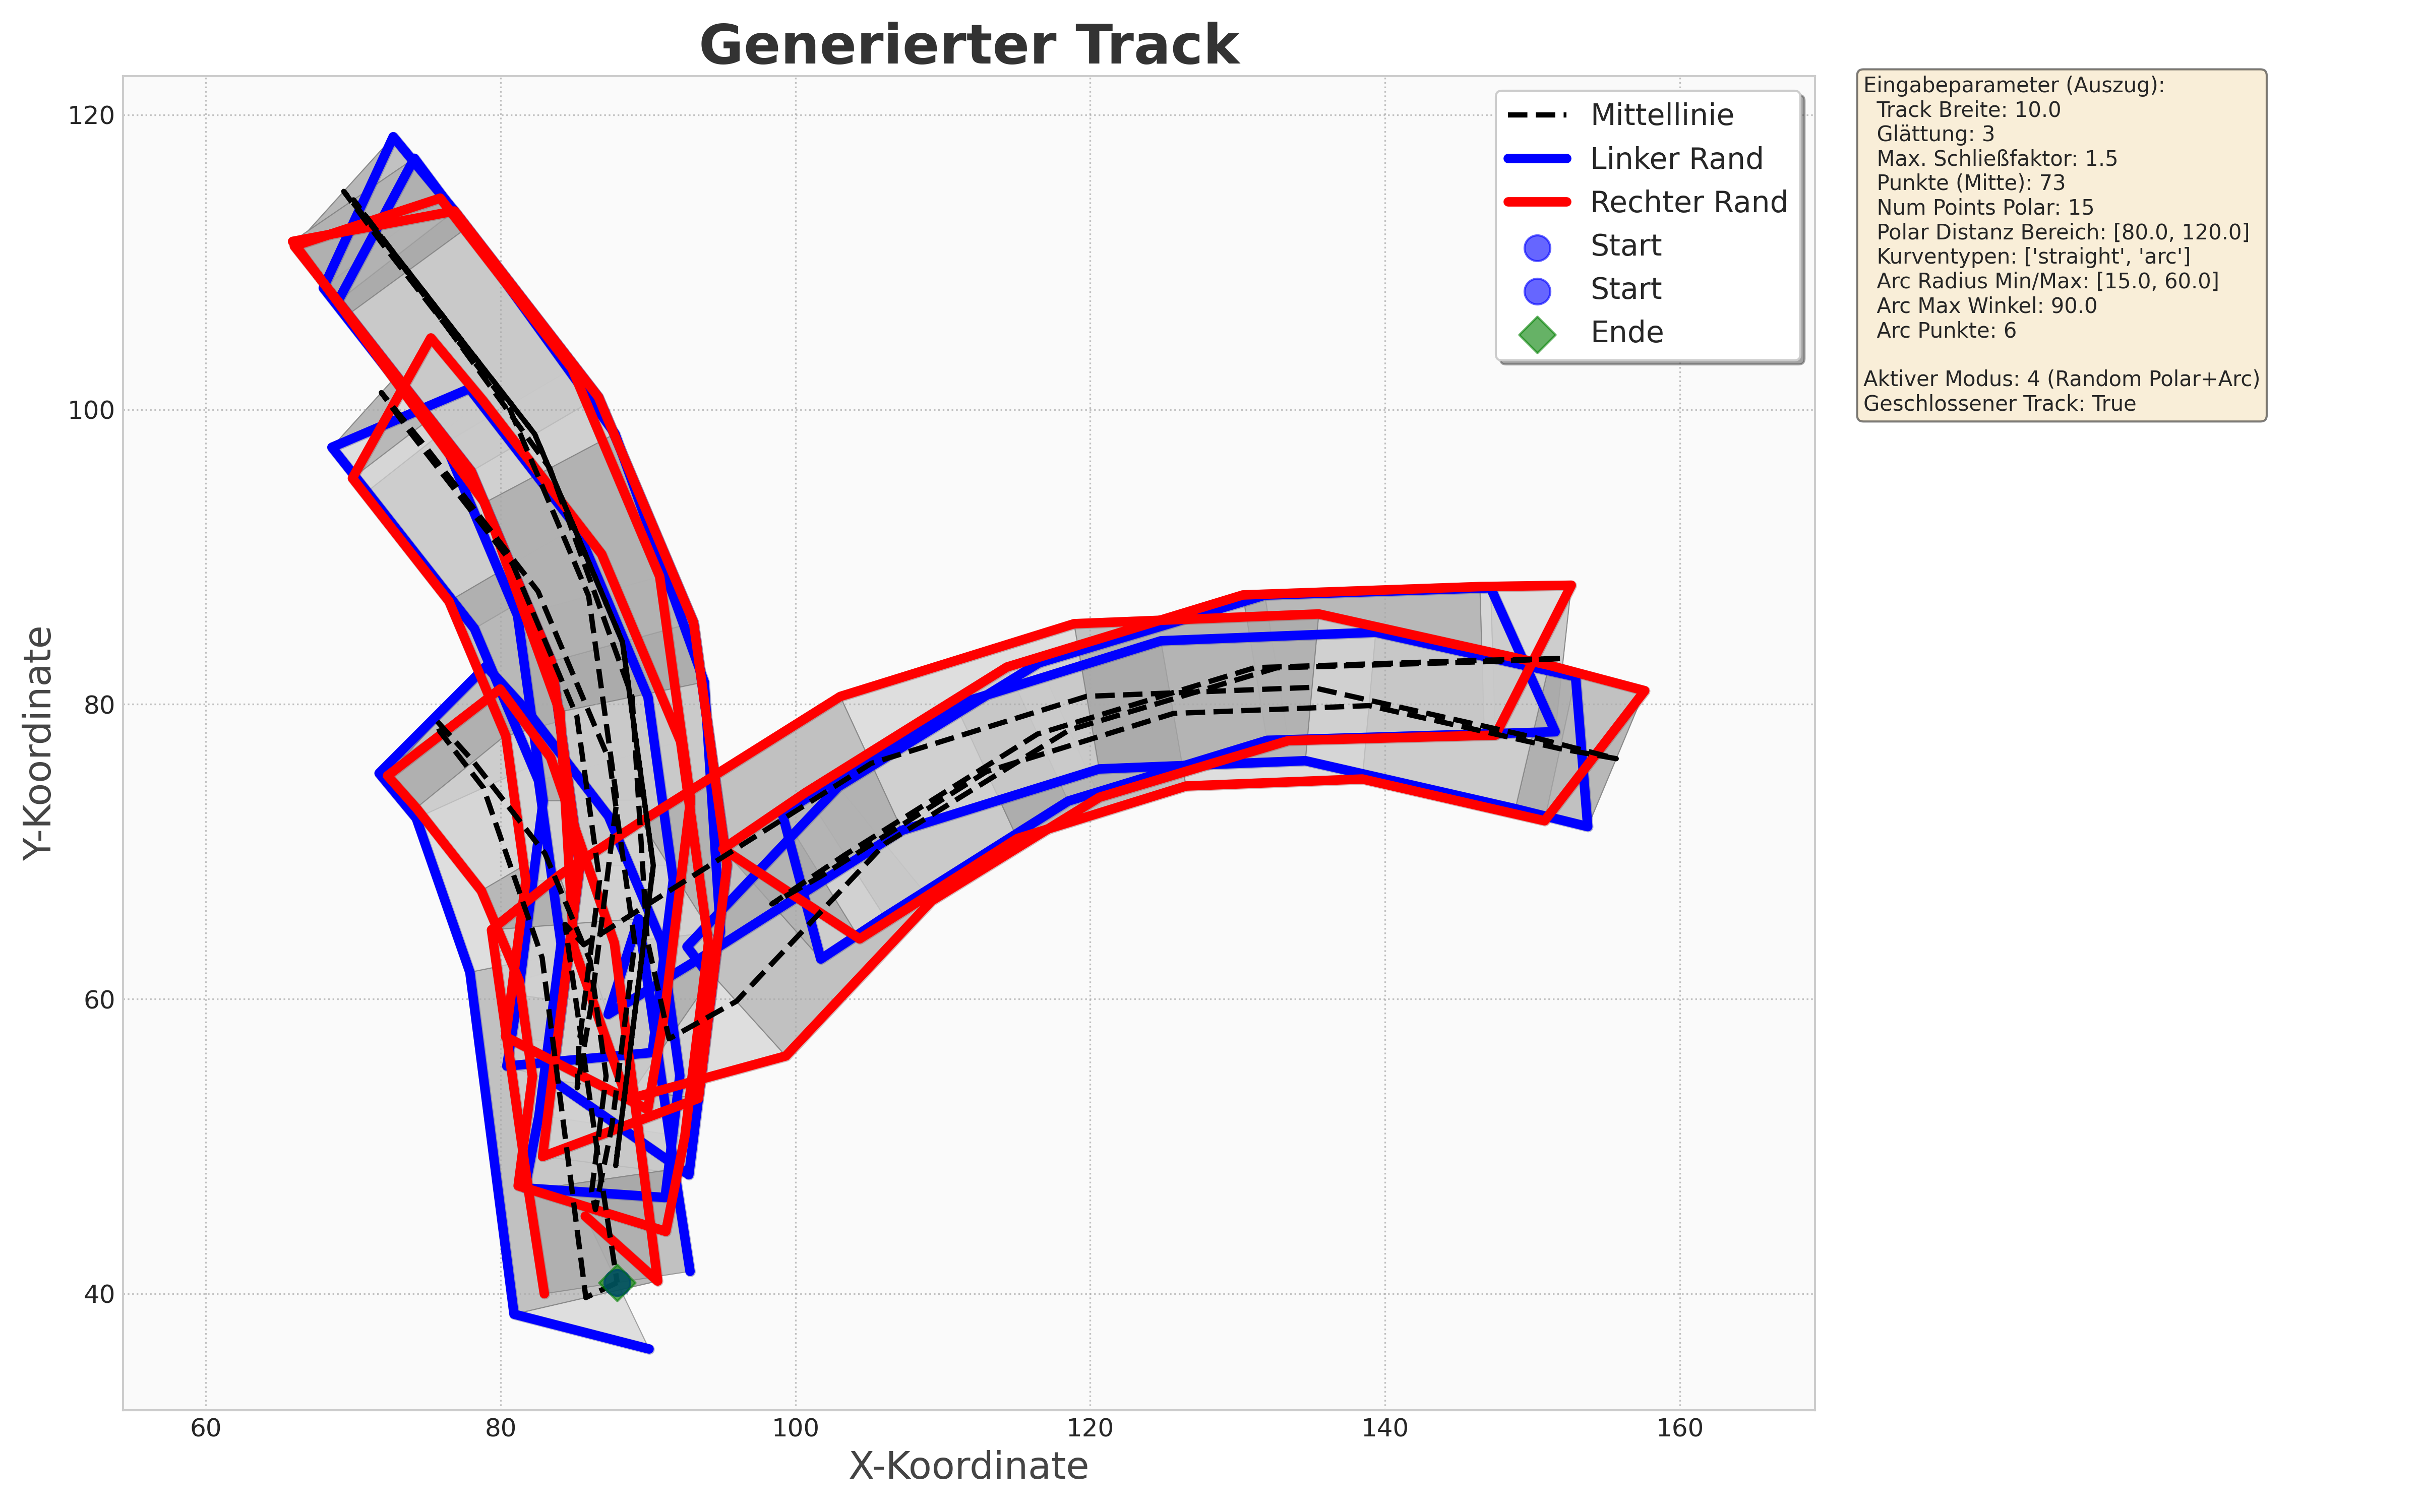 Generierter Track
Y-Koordinate
120
100
80
60
40
60
80
100
120
140
160
X-Koordinate
Mittellinie
Linker Rand
Rechter Rand
Start
Start
Ende
Eingabeparameter (Auszug):
Track Breite: 10.0
Glättung: 3
Max. Schließfaktor: 1.5
Punkte (Mitte): 73
Num Points Polar: 15
Polar Distanz Bereich: [80.0, 120.0]
Kurventypen: ['straight', 'arc']
Arc Radius Min/Max: [15.0, 60.0]
Arc Max Winkel: 90.0
Arc Punkte: 6
Aktiver Modus: 4 (Random Polar+Arc)
Geschlossener Track: True